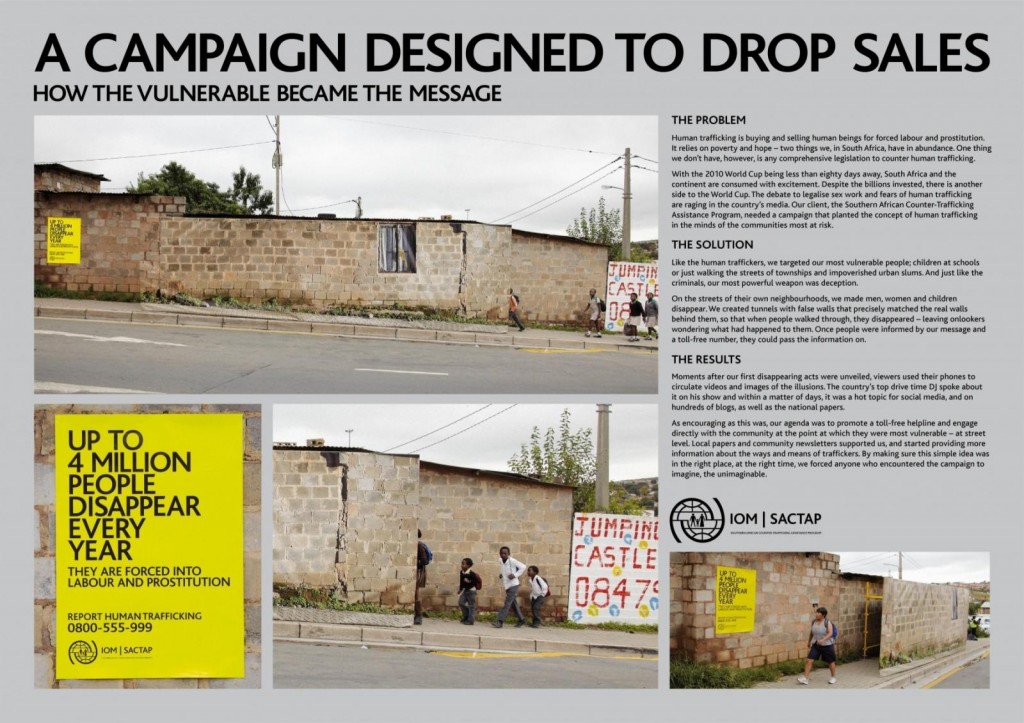 A CAMPAIGN DESIGNED TO DROP SALES
HOW THE VULNERABLE BECAME THE MESSAGE
THE PROBLEM
Human trafficking is buying and selling human beings for forced labour and prostitution.
It relies on poverty and hope – two things we, in South Africa, have in abundance. One thing
we don't have, however, is any comprehensive legislation to counter human trafficking.
With the 2010 World Cup being less than eighty days away, South Africa and the
continent are consumed with excitement. Despite the billions invested, there is another
side to the World Cup. The debate to legalise sex work and fears of human trafficking
are raging in the country's media. Our client, the Southern African Counter-Trafficking
Assistance Program, needed a campaign that planted the concept of human trafficking
in the minds of the communities most at risk.
THE SOLUTION
Like the human traffickers, we targeted our most vulnerable people; children at schools
or just walking the streets of townships and impoverished urban slums. And just like the
criminals, our most powerful weapon was deception.
On the streets of their own neighbourhoods, we made men, women and children
disappear. We created tunnels with false walls that precisely matched the real walls
behind them, so that when people walked through, they disappeared – leaving onlookers
wondering what had happened to them. Once people were informed by our message and
a toll-free number, they could pass the information on.
THE RESULTS
Moments after our first disappearing acts were unveiled, viewers used their phones to
circulate videos and images of the illusions. The country's top drive time DJ spoke about
it on his show and within a matter of days, it was a hot topic for social media, and on
hundreds of blogs, as well as the national papers.
As encouraging as this was, our agenda was to promote a toll-free helpline and engage
directly with the community at the point at which they were most vulnerable – at street
level. Local papers and community newsletters supported us, and started providing more
information about the ways and means of traffickers. By making sure this simple idea was
in the right place, at the right time, we forced anyone who encountered the campaign to
imagine, the unimaginable.
IOM | SACTAP
UP TO
4 MILLION
PEOPLE
DISAPPEAR
EVERY
YEAR
JUMPIN
CASTLE
08
UP TO
4 MILLION
PEOPLE
DISAPPEAR
EVERY
YEAR
THEY ARE FORCED INTO
LABOUR AND PROSTITUTION
REPORT HUMAN TRAFFICKING
0800-555-999
IOM | SACTAP
JUMPING
CASTLE
0847
UP TO
4 MILLION
PEOPLE
DISAPPEAR
EVERY
YEAR